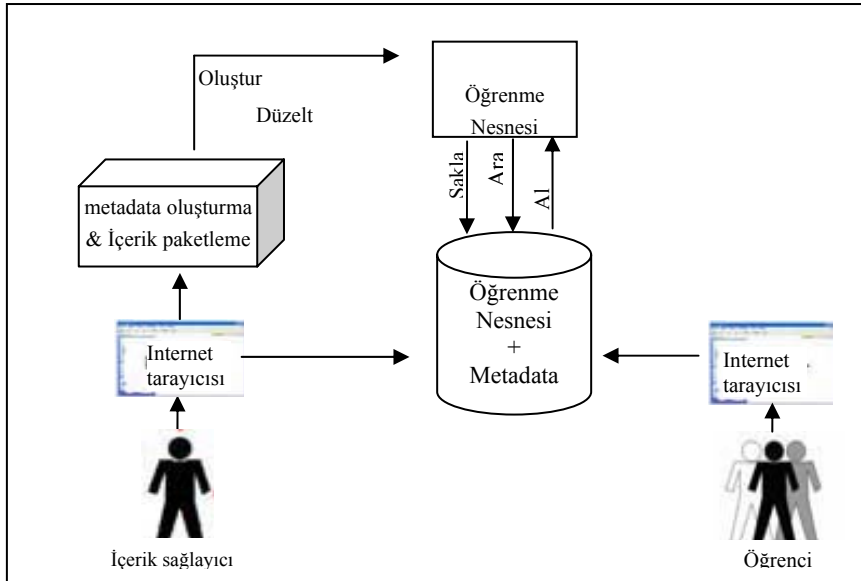 Oluştur
Düzelt
Öğrenme
Nesnesi
Sakla
Ara
Al
metadata oluşturma
& İçerik paketleme
Öğrenme
Nesnesi
+
Metadata
Internet
tarayıcısı
Internet
tarayıcısı
İçerik sağlayıcı
Öğrenci